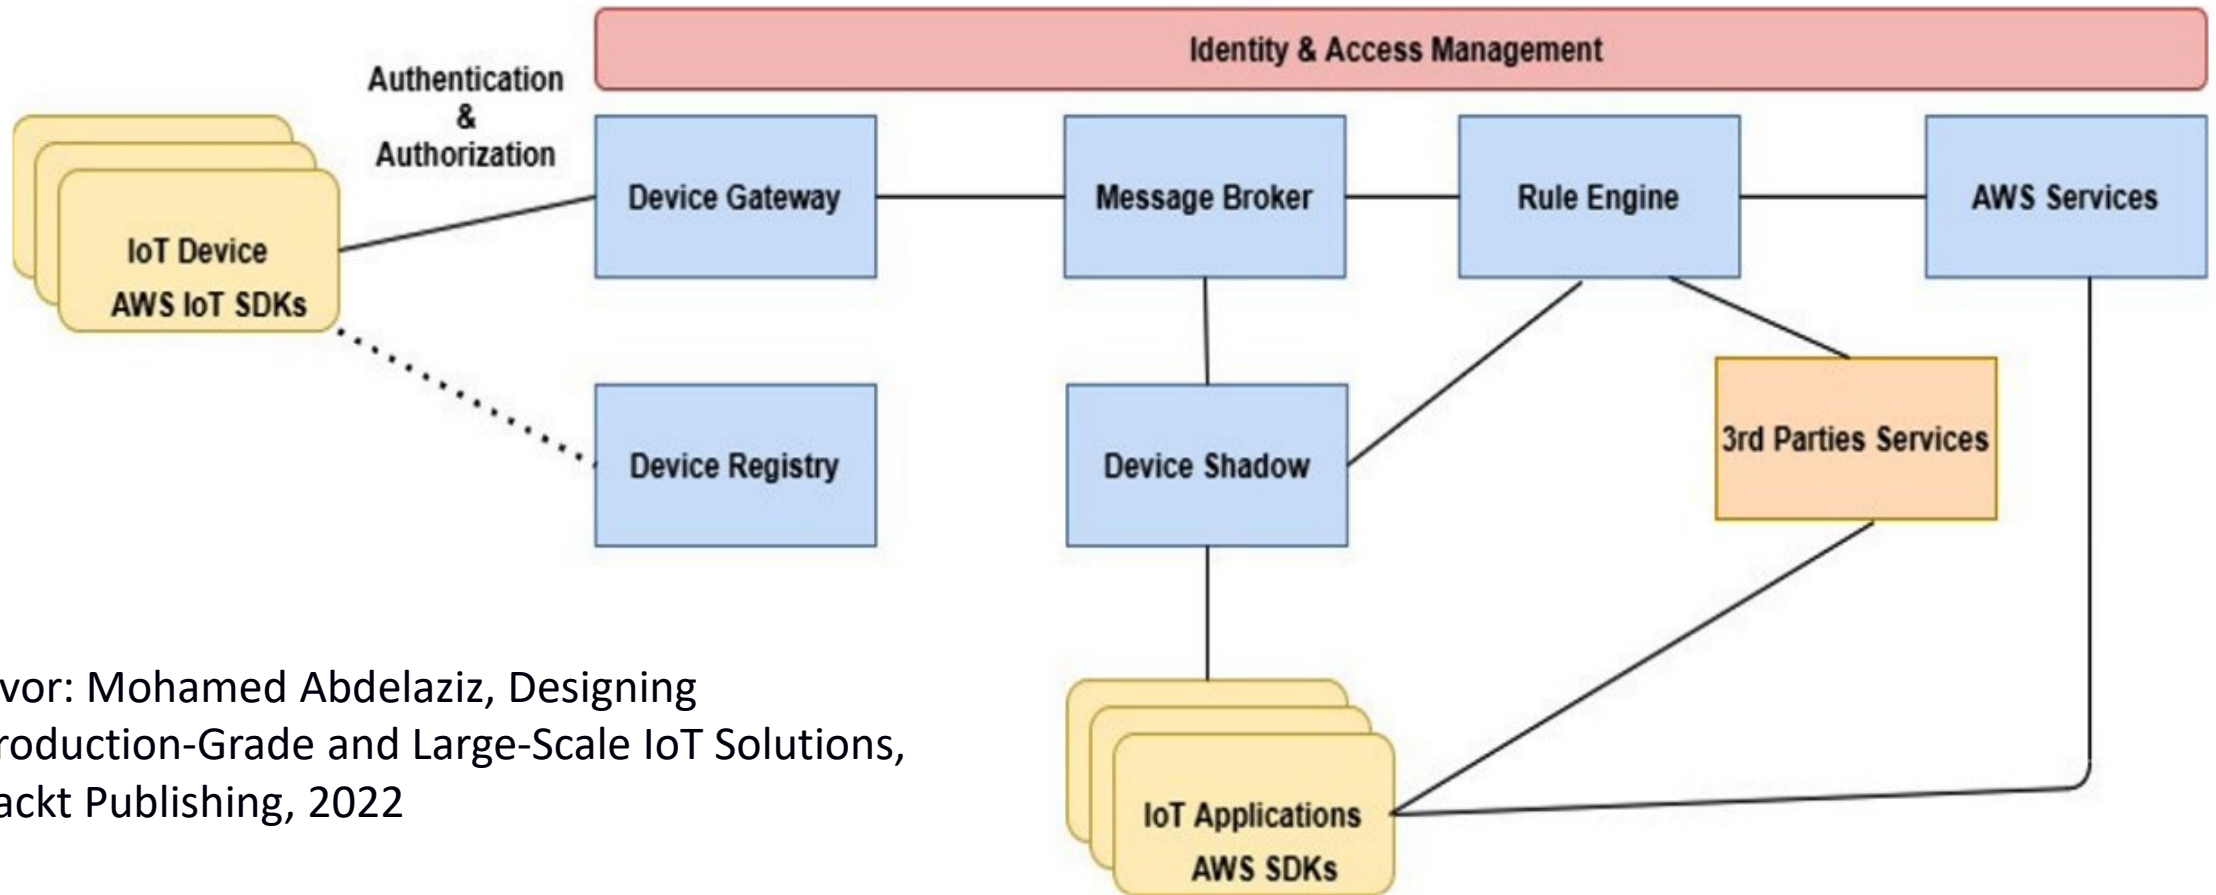 Identity & Access Management
Authentication
&
Authorization
Device Gateway
Message Broker
Rule Engine
AWS Services
IoT Device
AWS IoT SDKs
Device Registry
Device Shadow
3rd Parties Services
vor: Mohamed Abdelaziz, Designing
roduction-Grade and Large-Scale IoT Solutions,
ackt Publishing, 2022
IoT Applications
AWS SDKs